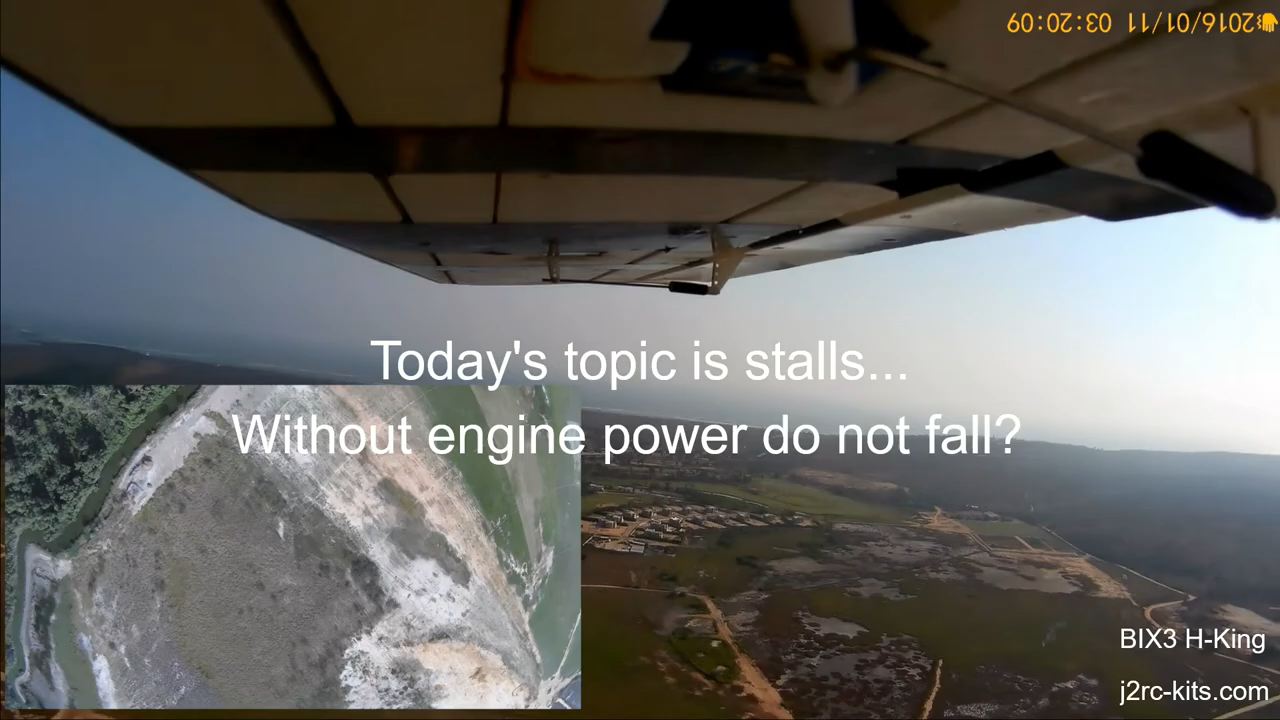 2016/01/11 03:20:09
Today's topic is stalls...
Without engine power do not fall?
BIX3 H-King
j2rc-kits.com